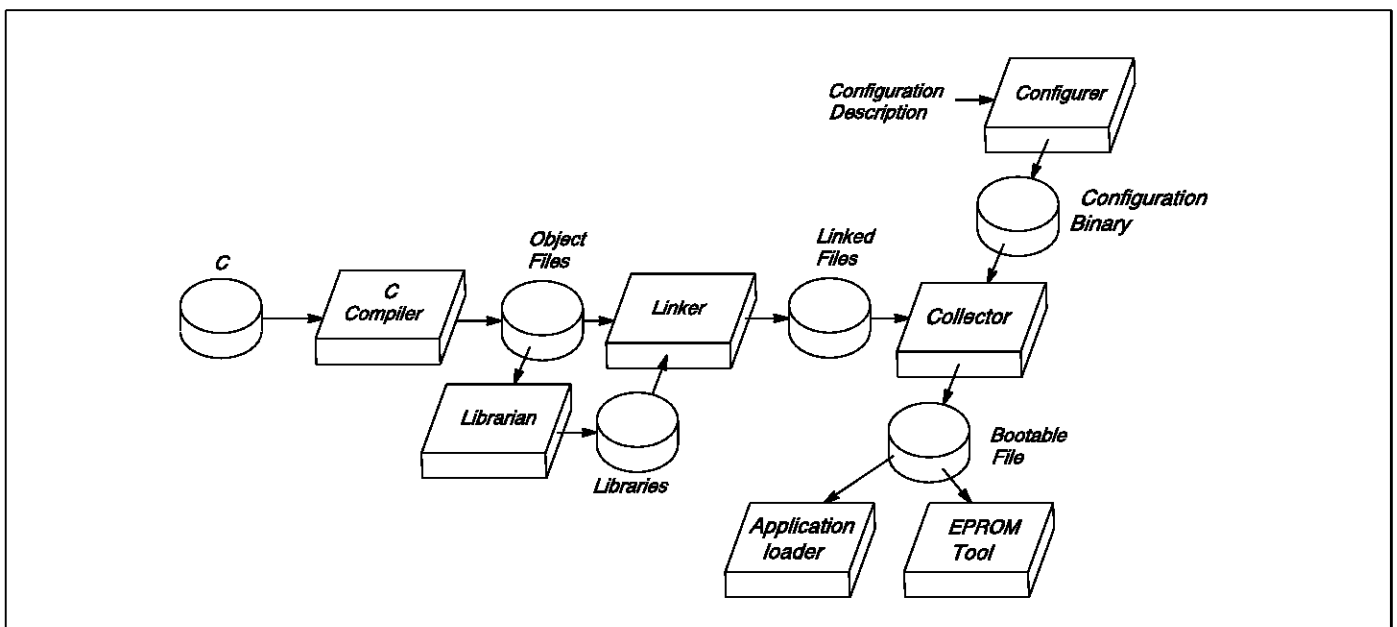 Configuration
Description
Configurer
Configuration
Binary
C
C
Compiler
Object
Files
Linker
Linked
Files
Collector
Librarian
Libraries
Bootable
File
Application
loader
EPROM
Tool